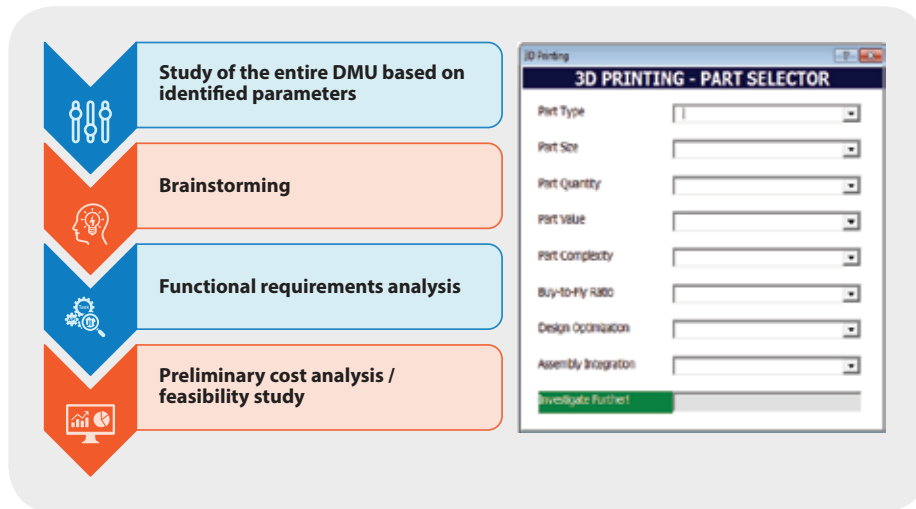 Study of the entire DMU based on
identified parameters
Brainstorming
Functional requirements analysis
Preliminary cost analysis /
feasibility study
3D Printing
3D PRINTING - PART SELECTOR
Part Type
Part Size
Part Quantity
Part Value
Part Complexity
Buy-to-Fly Ratio
Design Optimization
Assembly Integration
Investigate Further!